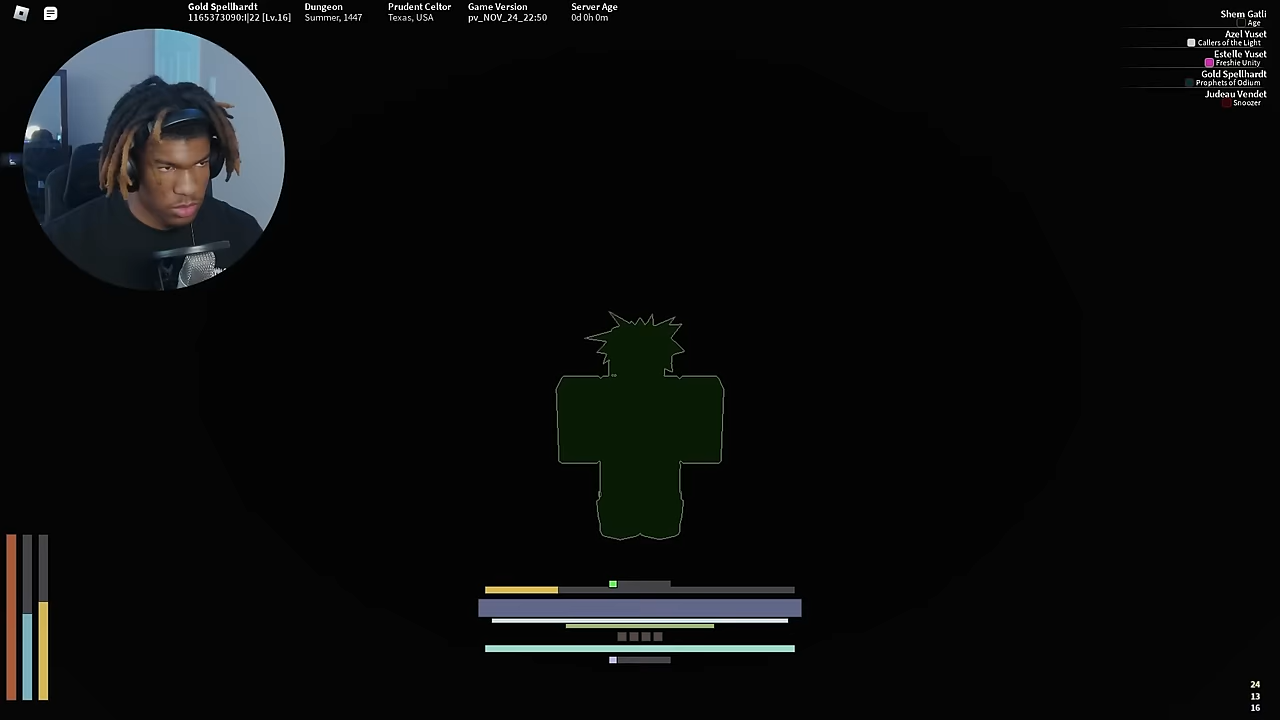 Gold Spellhardt
1165373090:I|22 [Lv.16]
Dungeon
Summer, 1447
Prudent Celtor
Texas, USA
Game Version
pv_NOV_24_22:50
Server Age
0d 0h 0m
Shem Gatli
Age
Azel Yuset
Callers of the Light
Estelle Yuset
Freshie Unity
Gold Spellhardt
Prophets of Odium
Judeau Vendet
Snoozer
24
13
16